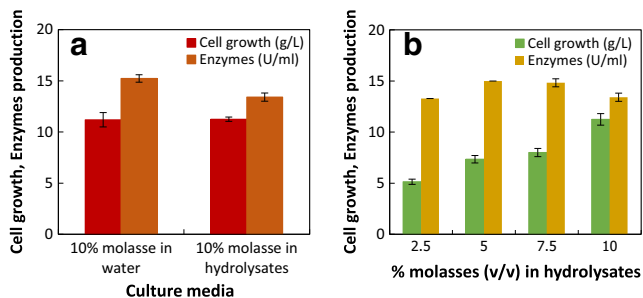 a
Cell growth (g/L)
Enzymes (U/ml)
Cell growth, Enzymes production
20
15
10
5
0
10% molasse in
water
10% molasse in
hydrolysates
Culture media
b
Cell growth (g/L)
Enzymes (U/ml)
Cell growth, Enzymes production
20
15
10
5
0
2.5
5
7.5
10
% molasses (v/v) in hydrolysates